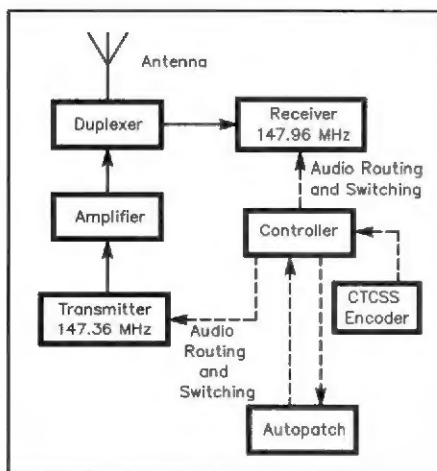 Antenna
Duplexer
Receiver
147.96 MHz
Audio Routing
and Switching
Amplifier
Controller
Transmitter
147.36 MHz
CTCSS
Encoder
Audio
Routing
and
Switching
Autopatch